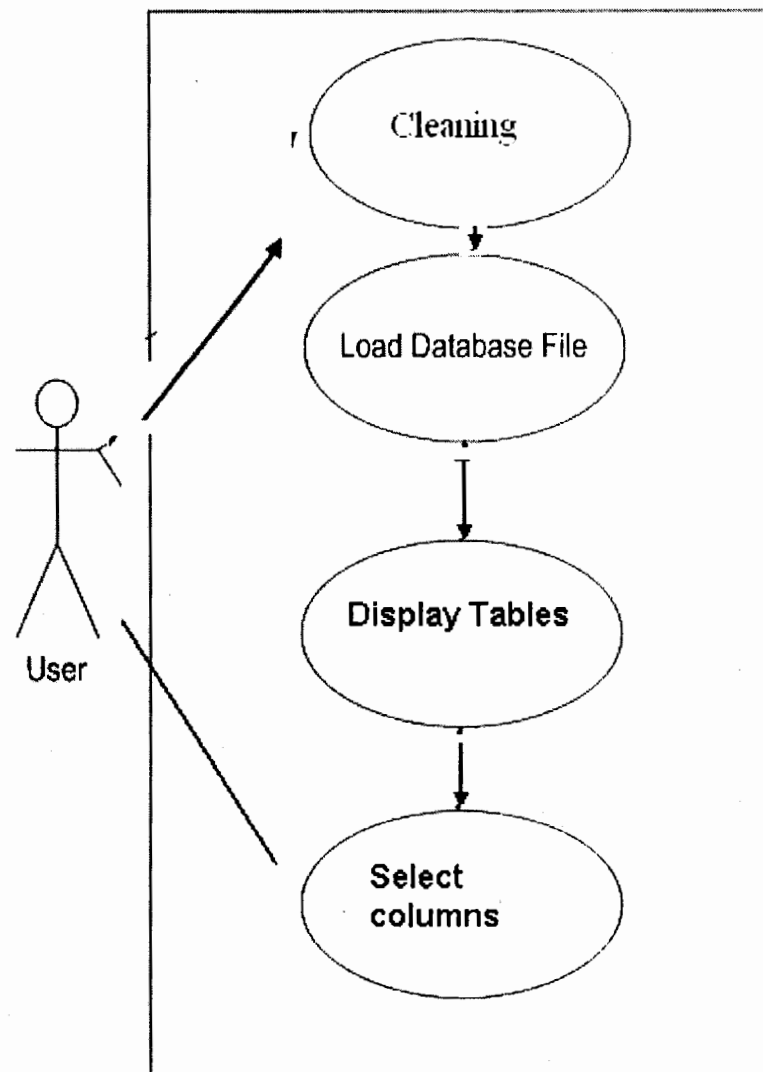 Cleaning
Load Database File
Display Tables
User
Select
columns